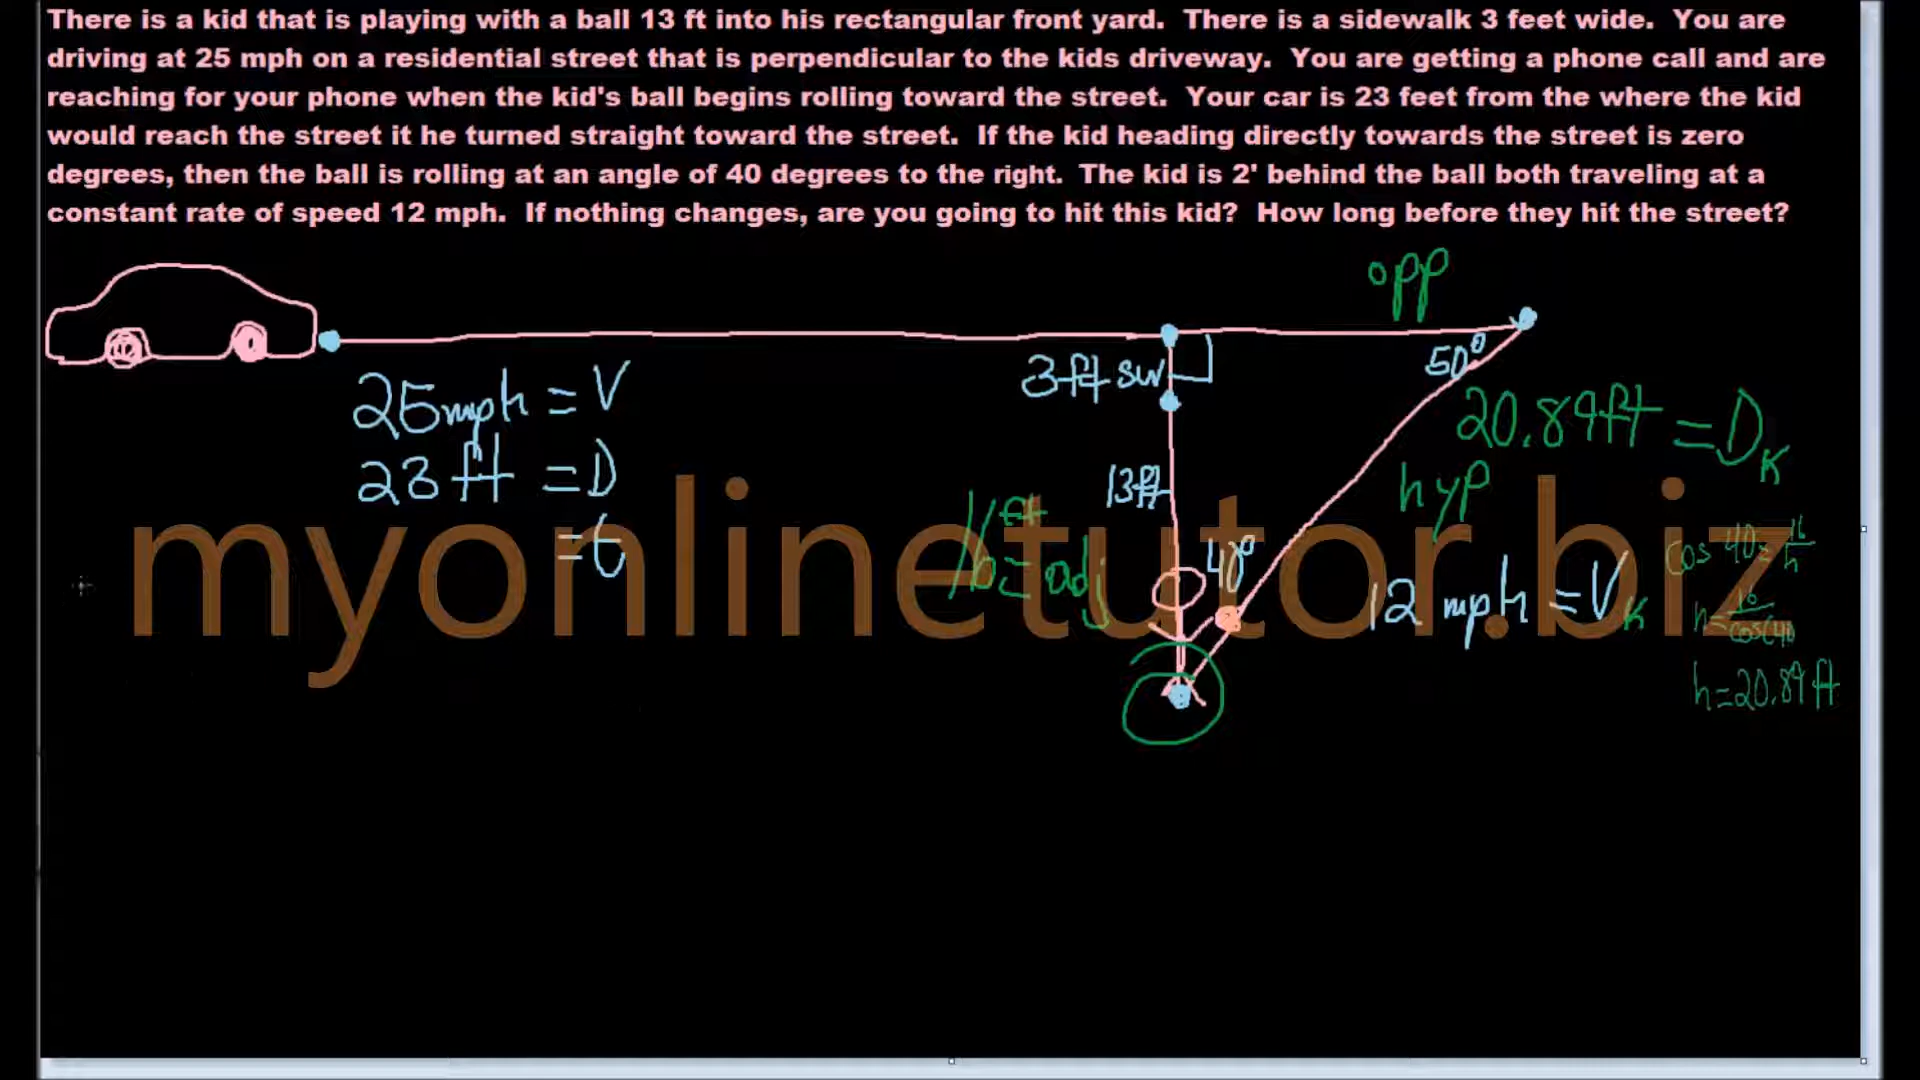 There is a kid that is playing with a ball 13 ft into his rectangular front yard. There is a sidewalk 3 feet wide. You are
driving at 25 mph on a residential street that is perpendicular to the kids driveway. You are getting a phone call and are
reaching for your phone when the kid's ball begins rolling toward the street. Your car is 23 feet from the where the kid
would reach the street it he turned straight toward the street. If the kid heading directly towards the street is zero
degrees, then the ball is rolling at an angle of 40 degrees to the right. The kid is 2' behind the ball both traveling at a
constant rate of speed 12 mph. If nothing changes, are you going to hit this kid? How long before they hit the street?
opp
50°
3 ft sw
25mph = V
20.89ft = D_K
23 ft = D
hyp
13ft
= t
16 ft = adj
40°
cos 40 = 16/h
12 mph = V_K
h = 16/cos(40
h = 20.89 ft
myonlinetutor.biz